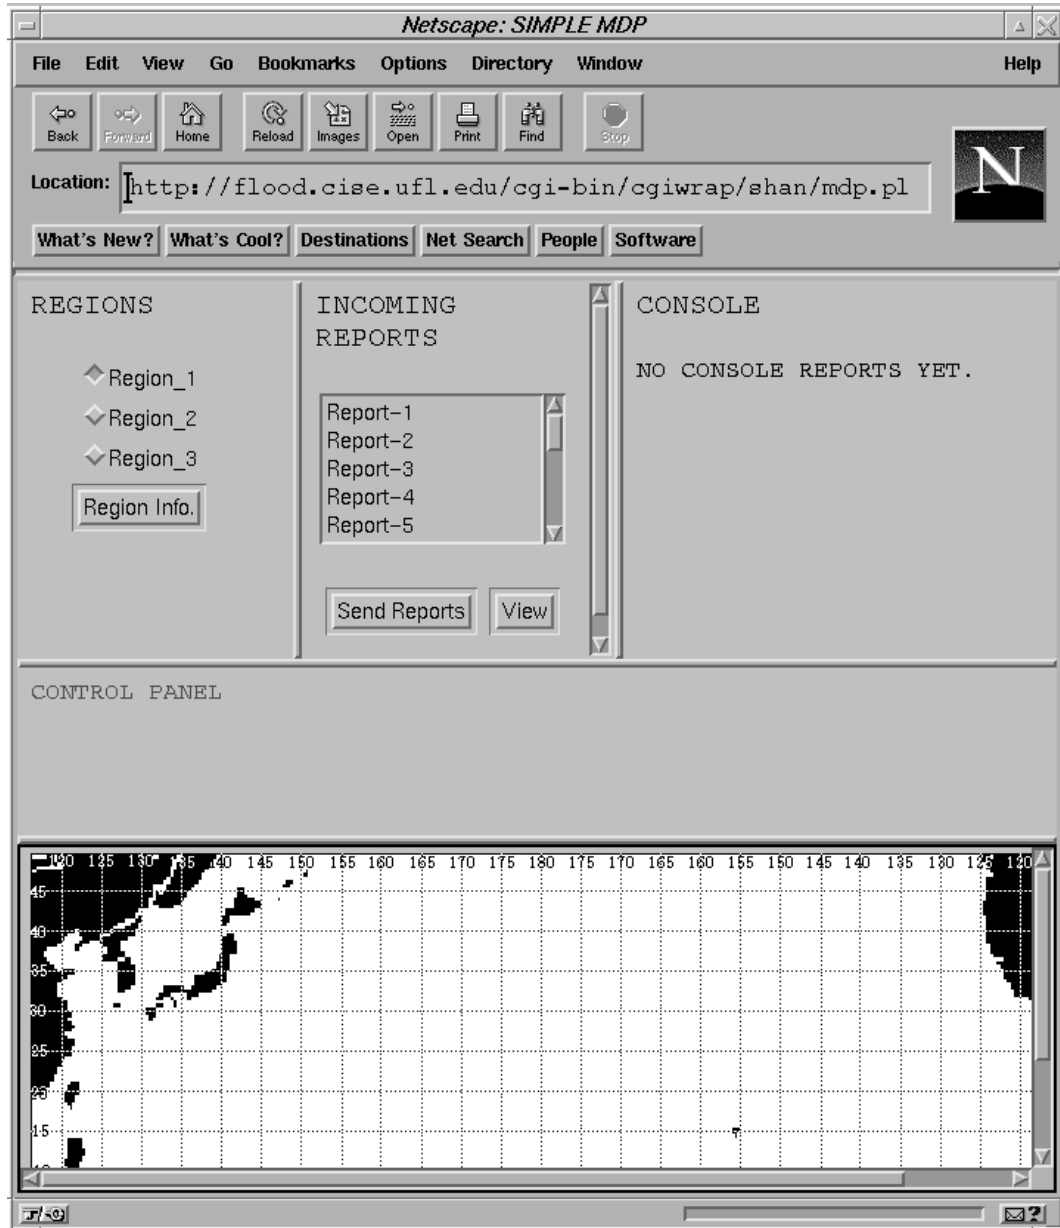 Netscape: SIMPLE MDP
File Edit View Go Bookmarks Options Directory Window Help
Back Forward Home Reload Images Open Print Find Stop
N
Location: http://flood.cise.ufl.edu/cgi-bin/cgiwrap/shan/mdp.pl
What's New? What's Cool? Destinations Net Search People Software
REGIONS
Region_1
Region_2
Region_3
Region Info.
INCOMING
REPORTS
Report-1
Report-2
Report-3
Report-4
Report-5
Send Reports View
CONSOLE
NO CONSOLE REPORTS YET.
CONTROL PANEL
120 125 130 135 140 145 150 155 160 165 170 175 180 175 170 165 160 155 150 145 140 135 130 125 120
45
40
35
30
25
20
15
10
?